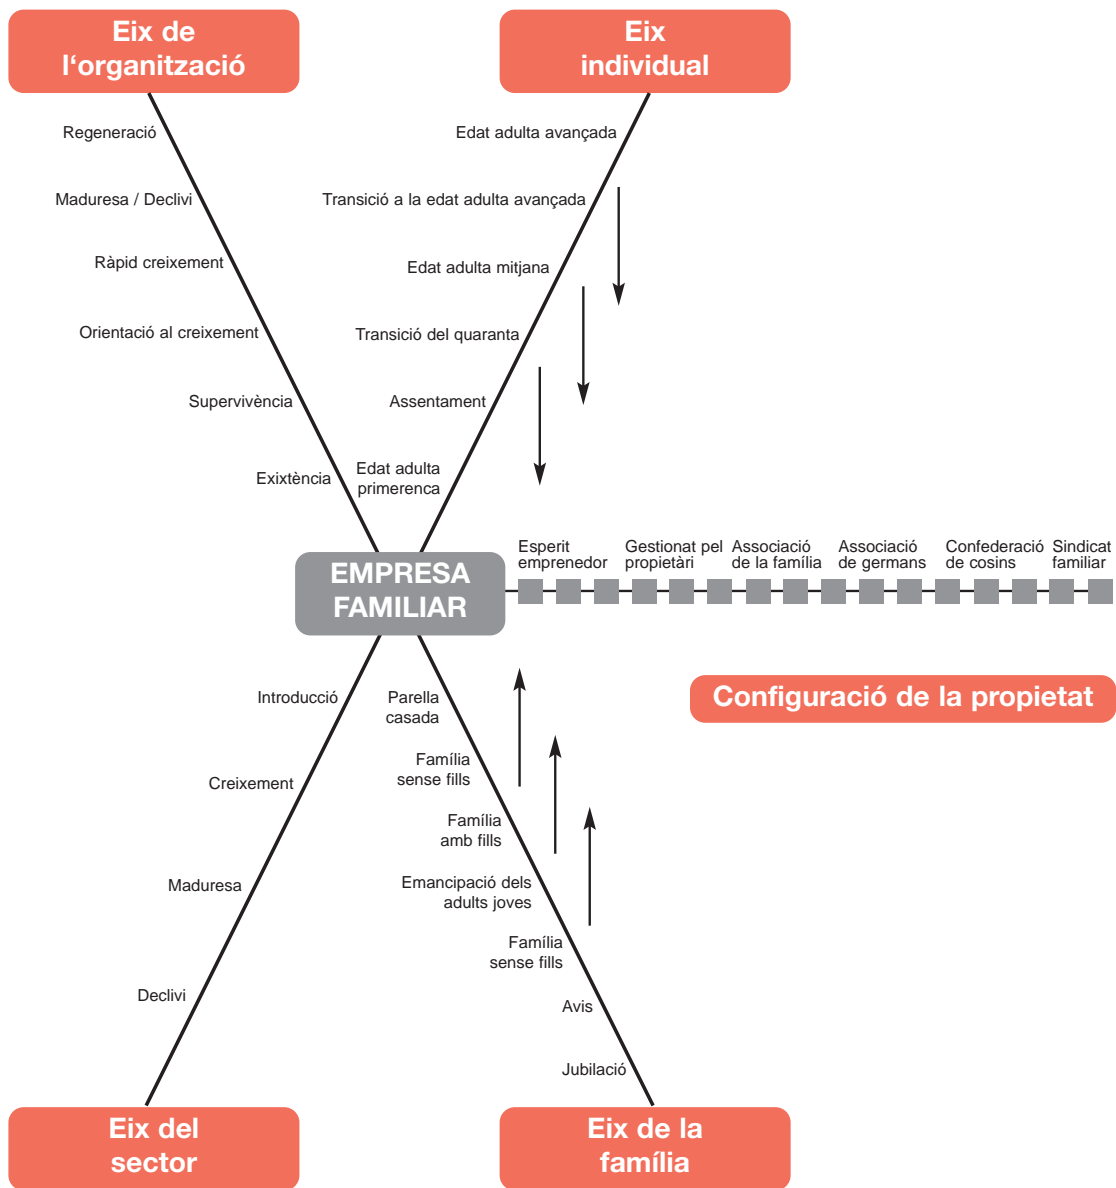 Eix de
l‘organització
Eix
individual
Regeneració
Maduresa / Declivi
Ràpid creixement
Orientació al creixement
Supervivència
Exixtència
Edat adulta avançada
Transició a la edat adulta avançada
Edat adulta mitjana
Transició del quaranta
Assentament
Edat adulta
primerenca
EMPRESA
FAMILIAR
Esperit
emprenedor
Gestionat pel
propietàri
Associació
de la família
Associació
de germans
Confederació
de cosins
Sindicat
familiar
Configuració de la propietat
Introducció
Creixement
Maduresa
Declivi
Parella
casada
Família
sense fills
Família
amb fills
Emancipació dels
adults joves
Família
sense fills
Avis
Jubilació
Eix del
sector
Eix de la
família